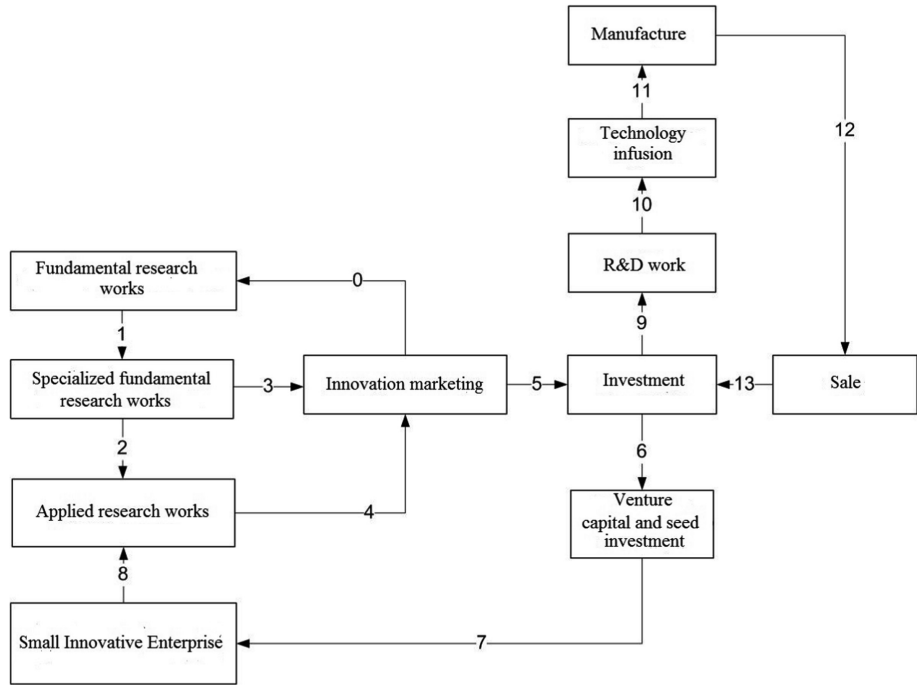 Manufacture
11
12
Technology
infusion
10
R&D work
Fundamental research
works
0
1
9
Specialized fundamental
research works
3
Innovation marketing
5
Investment
13
Sale
2
6
Applied research works
4
Venture
capital and seed
investment
8
Small Innovative Enterprise
7